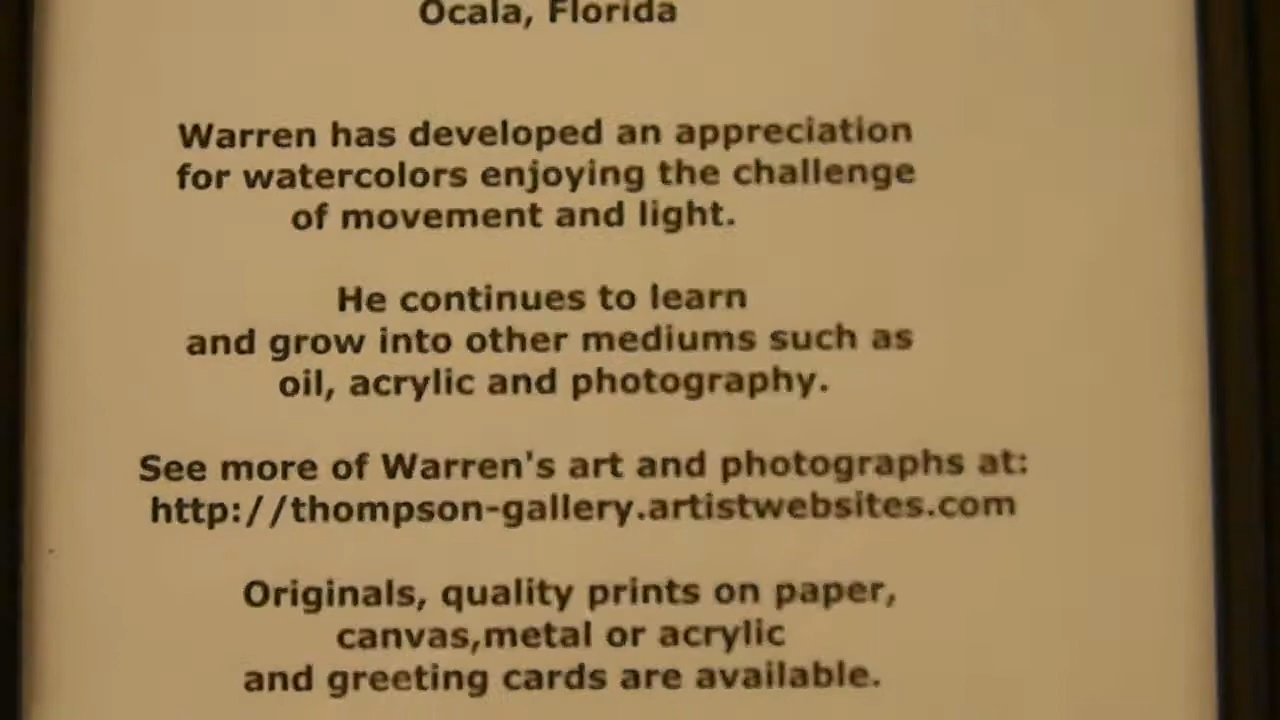 Ocala, Florida
Warren has developed an appreciation
for watercolors enjoying the challenge
of movement and light.
He continues to learn
and grow into other mediums such as
oil, acrylic and photography.
See more of Warren's art and photographs at:
http://thompson-gallery.artistwebsites.com
Originals, quality prints on paper,
canvas,metal or acrylic
and greeting cards are available.